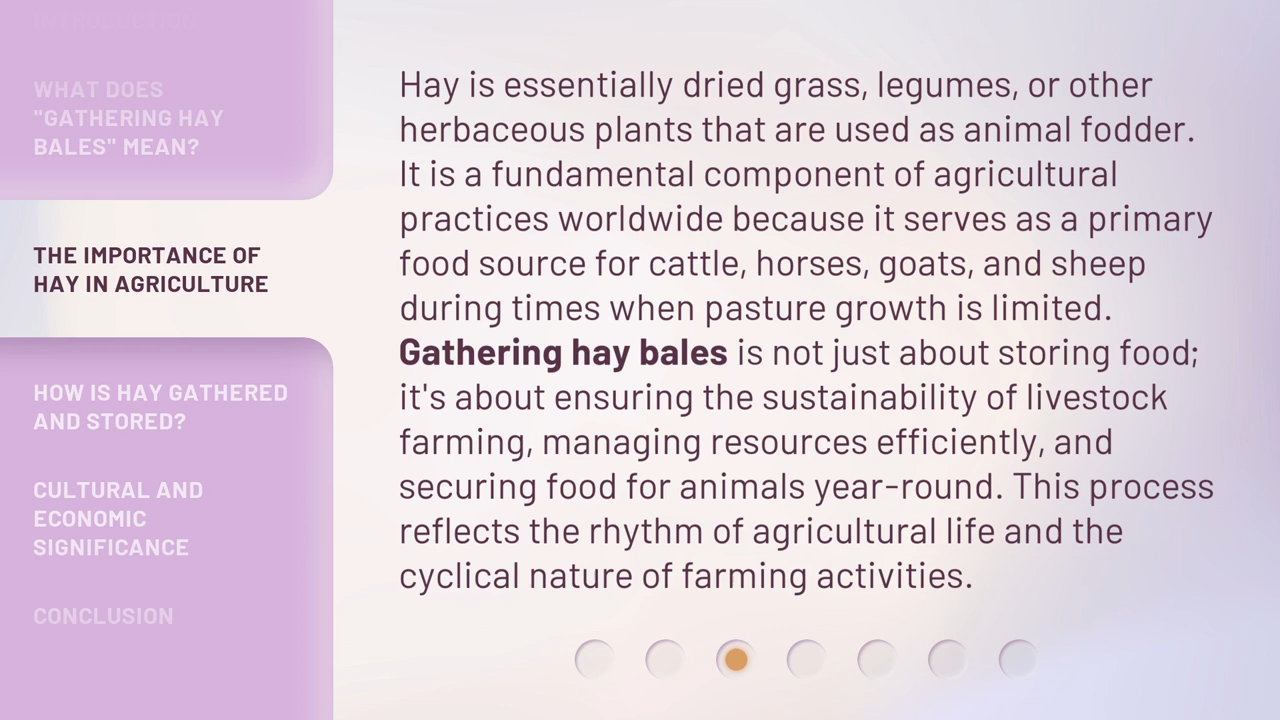 INTRODUCTION
WHAT DOES
"GATHERING HAY
BALES" MEAN?
THE IMPORTANCE OF
HAY IN AGRICULTURE
HOW IS HAY GATHERED
AND STORED?
CULTURAL AND
ECONOMIC
SIGNIFICANCE
CONCLUSION
Hay is essentially dried grass, legumes, or other
herbaceous plants that are used as animal fodder.
It is a fundamental component of agricultural
practices worldwide because it serves as a primary
food source for cattle, horses, goats, and sheep
during times when pasture growth is limited.
Gathering hay bales is not just about storing food;
it's about ensuring the sustainability of livestock
farming, managing resources efficiently, and
securing food for animals year-round. This process
reflects the rhythm of agricultural life and the
cyclical nature of farming activities.